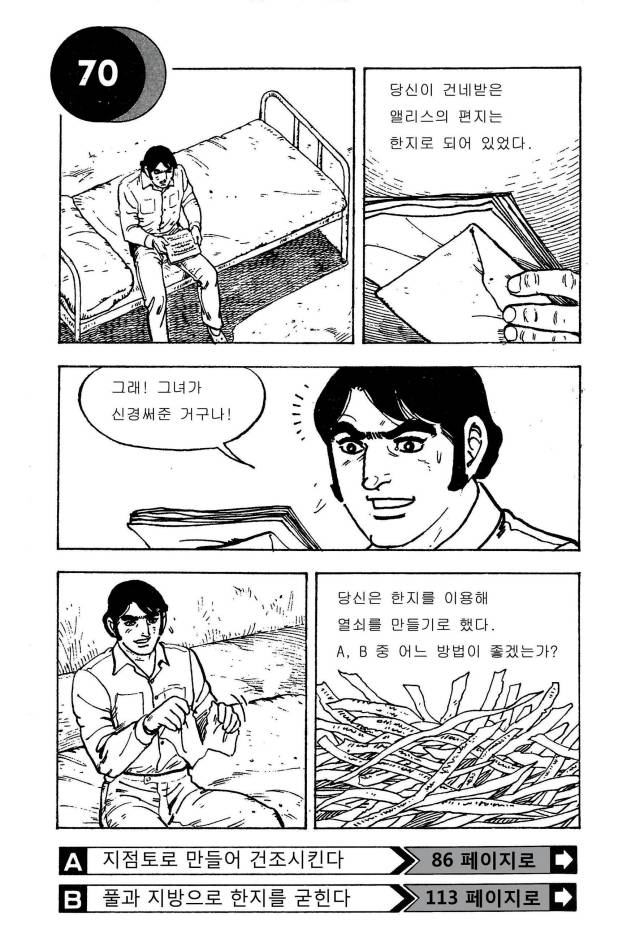 70
당신이 건네받은
앨리스의 편지는
한지로 되어 있었다.
그래! 그녀가
신경써준 거구나!
당신은 한지를 이용해
열쇠를 만들기로 했다.
A, B 중 어느 방법이 좋겠는가?
A 지점토로 만들어 건조시킨다 86 페이지로
B 풀과 지방으로 한지를 굳힌다 113 페이지로